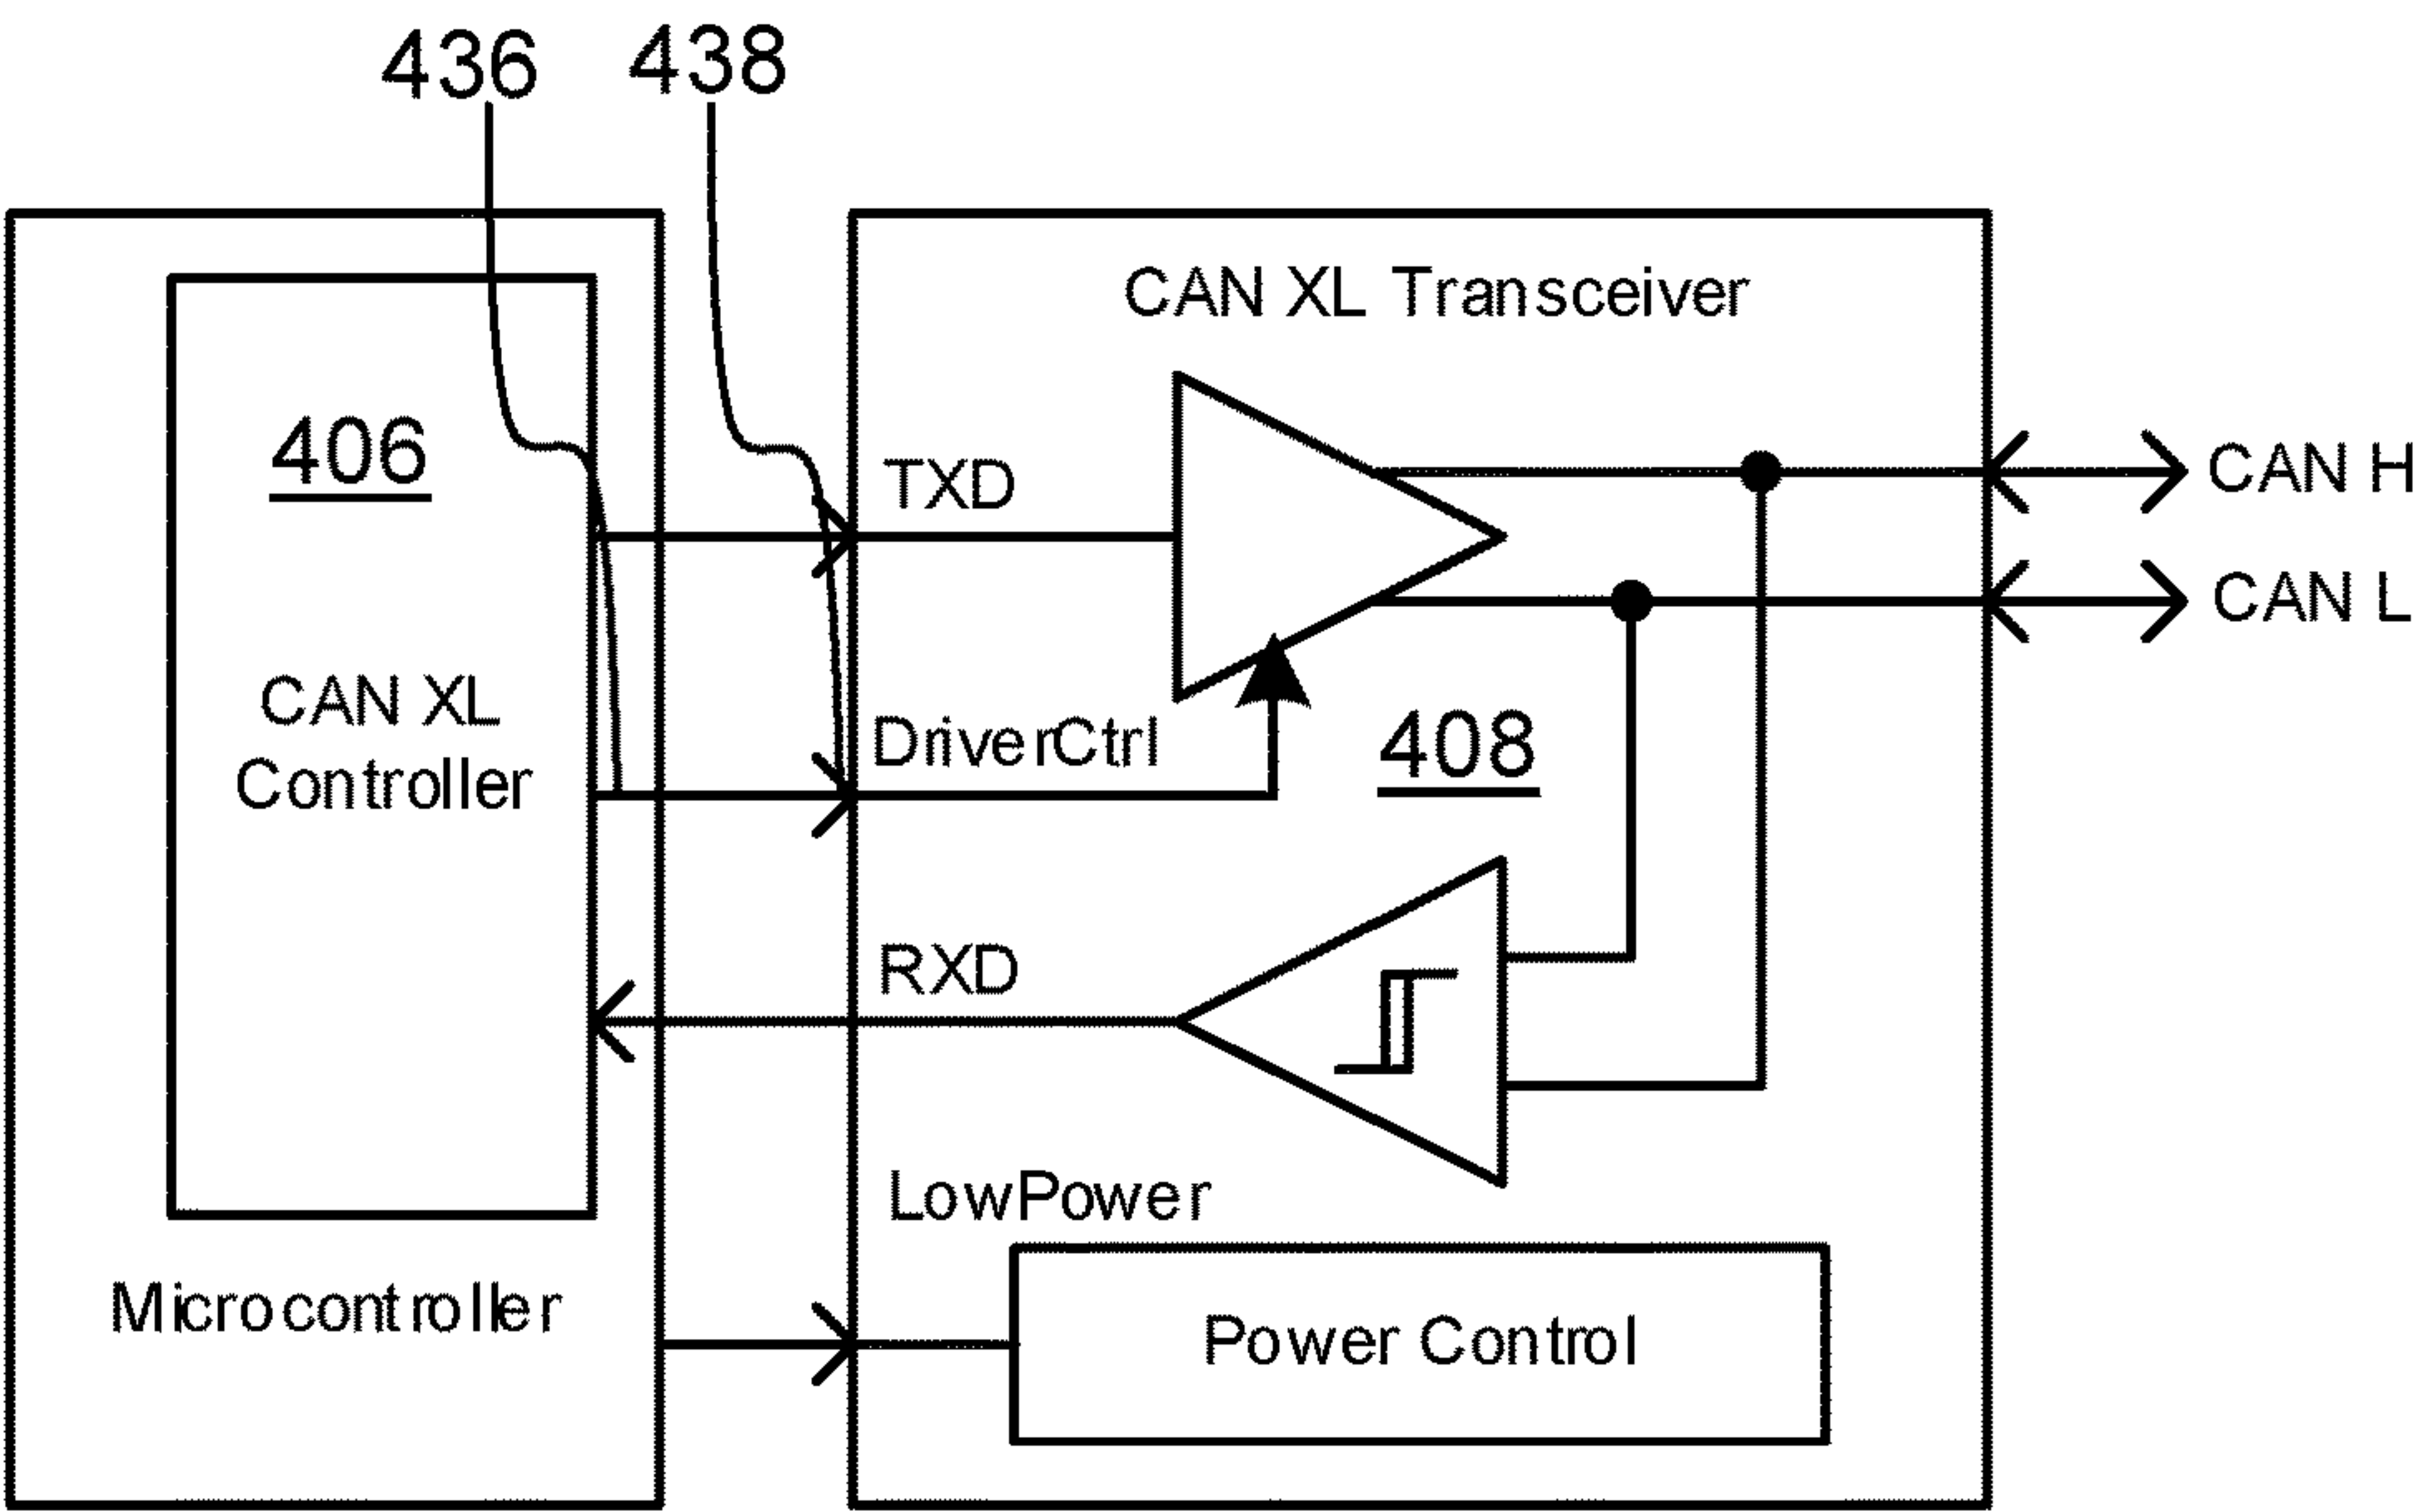 436 438
CAN XL Transceiver
406
TXD
CAN H
CAN L
CAN XL
Controller
DriverCtrl
408
RXD
LowPower
Microcontroller
Power Control